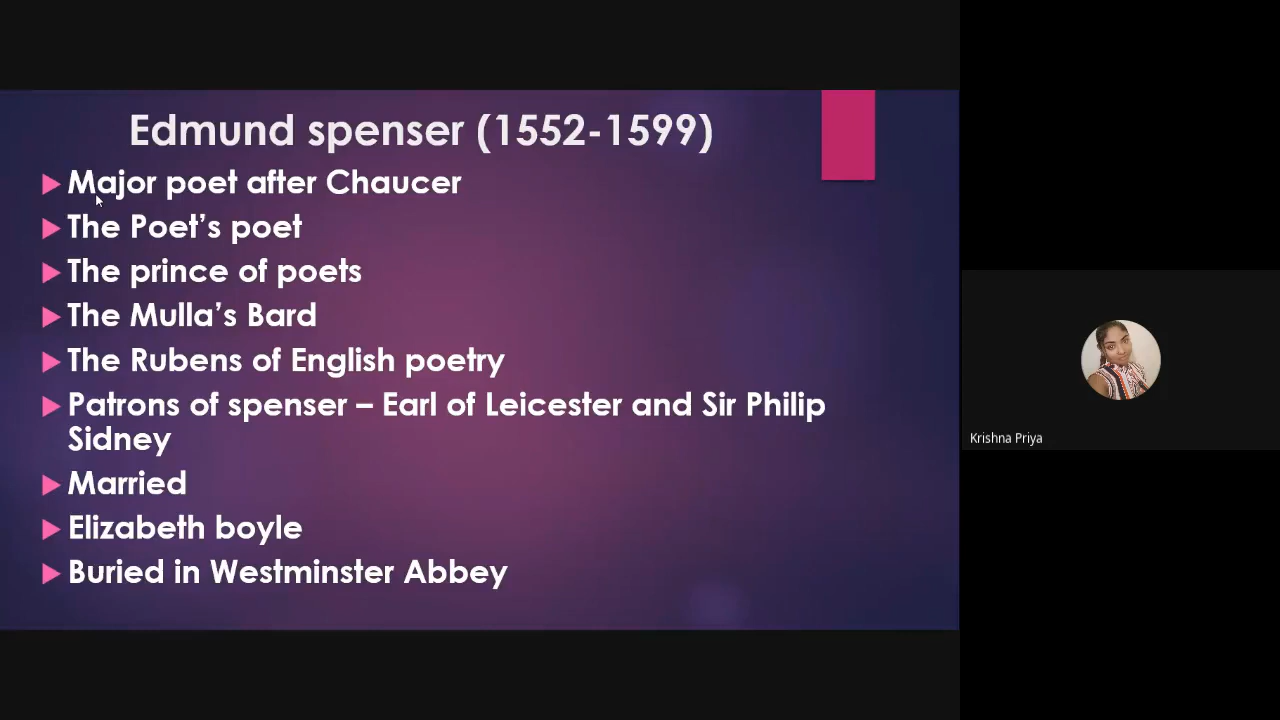 Edmund spenser (1552-1599)
Major poet after Chaucer
The Poet’s poet
The prince of poets
The Mulla’s Bard
The Rubens of English poetry
Patrons of spenser – Earl of Leicester and Sir Philip
Sidney
Married
Elizabeth boyle
Buried in Westminster Abbey
Krishna Priya